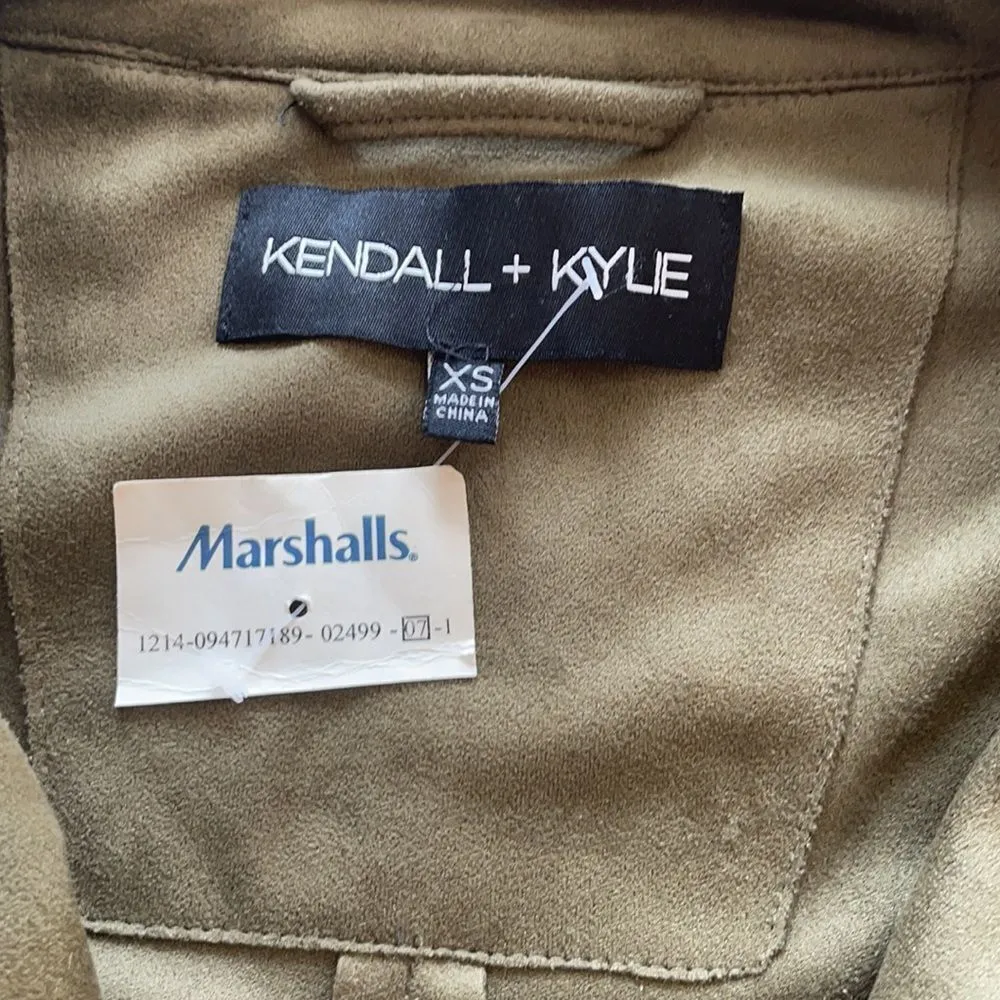 KENDALL + KYLIE
XS
MADE IN
CHINA
Marshalls®
1214-094717189- 02499 -07-1